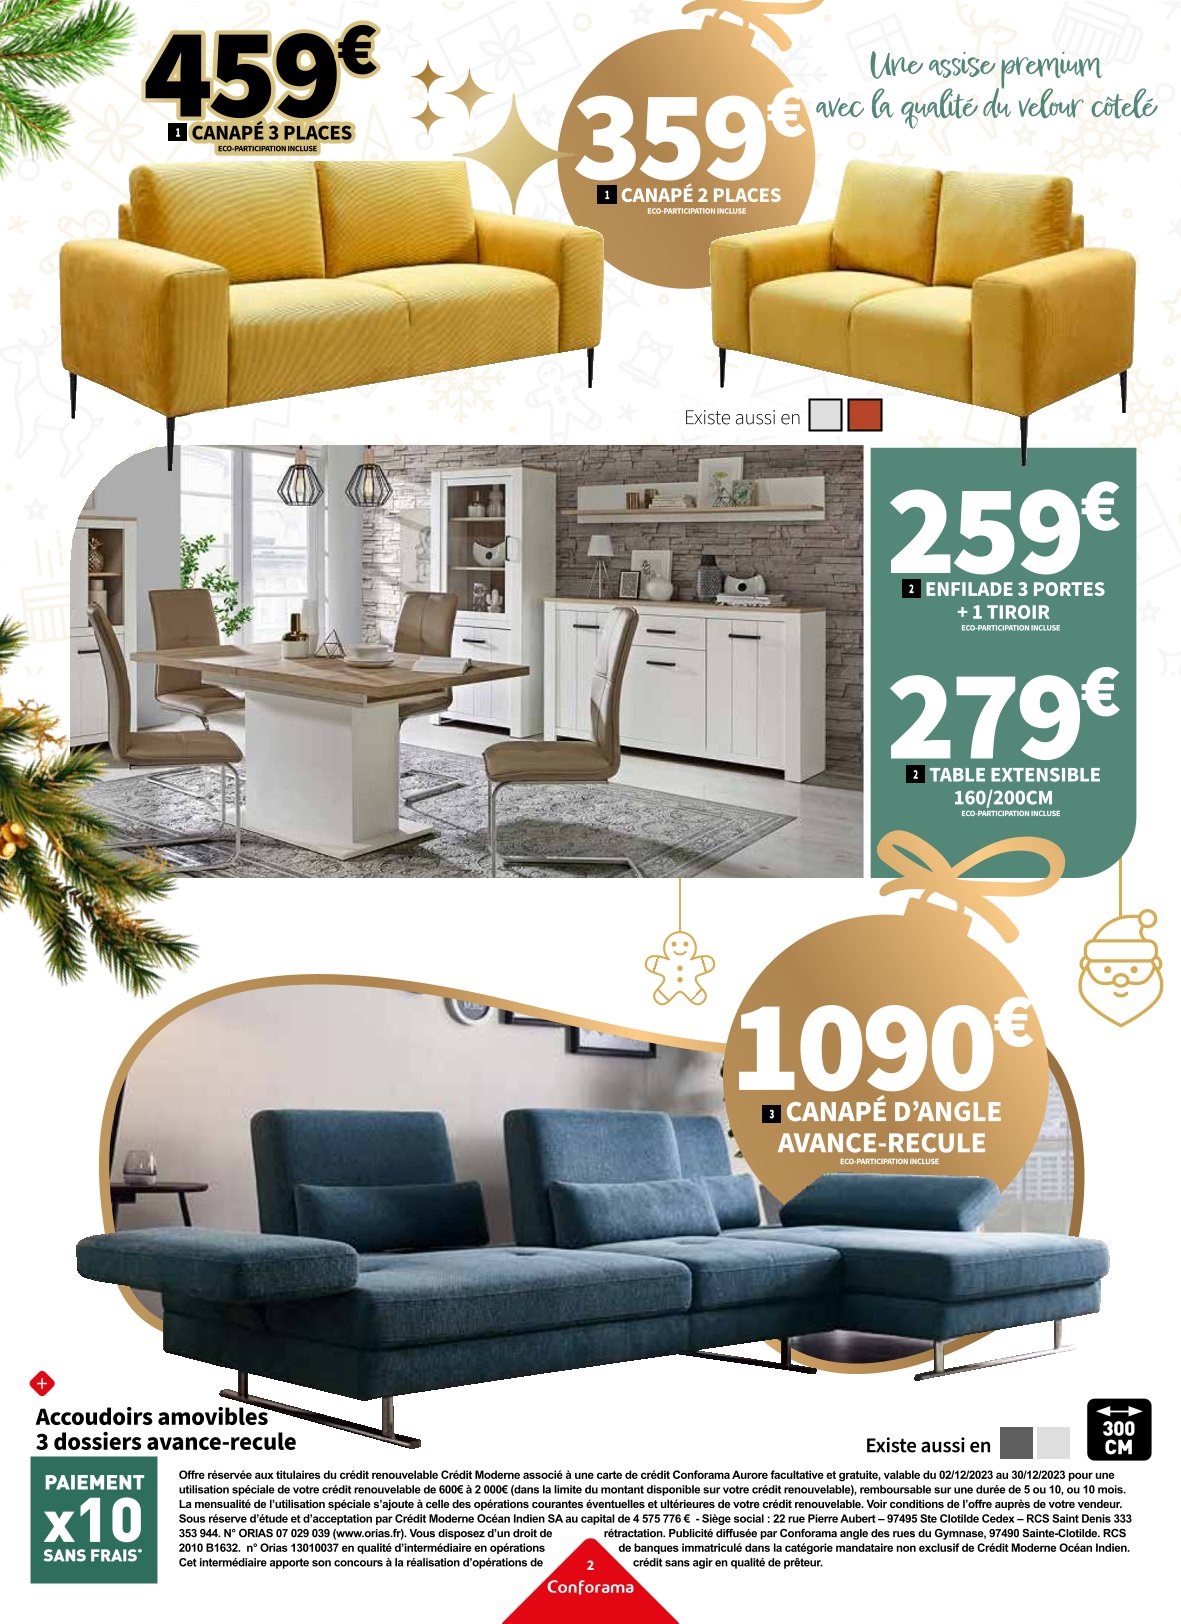 459€
1 CANAPÉ 3 PLACES
ECO-PARTICIPATION INCLUSE
359€
1 CANAPÉ 2 PLACES
ECO-PARTICIPATION INCLUSE
Une assise premium
avec la qualité du velour côtelé
Existe aussi en
259€
2 ENFILADE 3 PORTES
+ 1 TIROIR
ECO-PARTICIPATION INCLUSE
279€
2 TABLE EXTENSIBLE
160/200CM
ECO-PARTICIPATION INCLUSE
1090€
3 CANAPÉ D’ANGLE
AVANCE-RECULE
ECO-PARTICIPATION INCLUSE
+
Accoudoirs amovibles
3 dossiers avance-recule
Existe aussi en
300
CM
PAIEMENT
x10
SANS FRAIS*
Offre réservée aux titulaires du crédit renouvelable Crédit Moderne associé à une carte de crédit Conforama Aurore facultative et gratuite, valable du 02/12/2023 au 30/12/2023 pour une
utilisation spéciale de votre crédit renouvelable de 600€ à 2 000€ (dans la limite du montant disponible sur votre crédit renouvelable), remboursable sur une durée de 5 ou 10, ou 10 mois.
La mensualité de l’utilisation spéciale s’ajoute à celle des opérations courantes éventuelles et ultérieures de votre crédit renouvelable. Voir conditions de l’offre auprès de votre vendeur.
Sous réserve d’étude et d’acceptation par Crédit Moderne Océan Indien SA au capital de 4 575 776 € - Siège social : 22 rue Pierre Aubert – 97495 Ste Clotilde Cedex – RCS Saint Denis 333
353 944. N° ORIAS 07 029 039 (www.orias.fr). Vous disposez d’un droit de rétractation. Publicité diffusée par Conforama angle des rues du Gymnase, 97490 Sainte-Clotilde. RCS
2010 B1632. n° Orias 13010037 en qualité d’intermédiaire en opérations de banques immatriculé dans la catégorie mandataire non exclusif de Crédit Moderne Océan Indien.
Cet intermédiaire apporte son concours à la réalisation d’opérations de crédit sans agir en qualité de prêteur.
2
Conforama